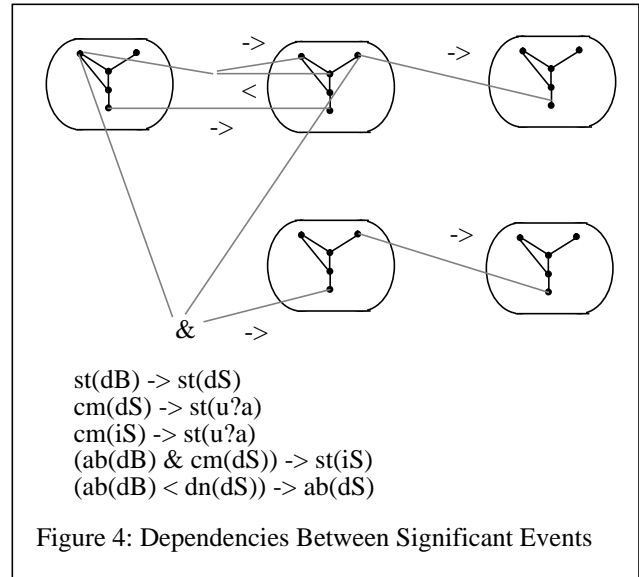 -> ->
<
->
->
& ->
st(dB) -> st(dS)
cm(dS) -> st(u?a)
cm(iS) -> st(u?a)
(ab(dB) & cm(dS)) -> st(iS)
(ab(dB) < dn(dS)) -> ab(dS)
Figure 4: Dependencies Between Significant Events